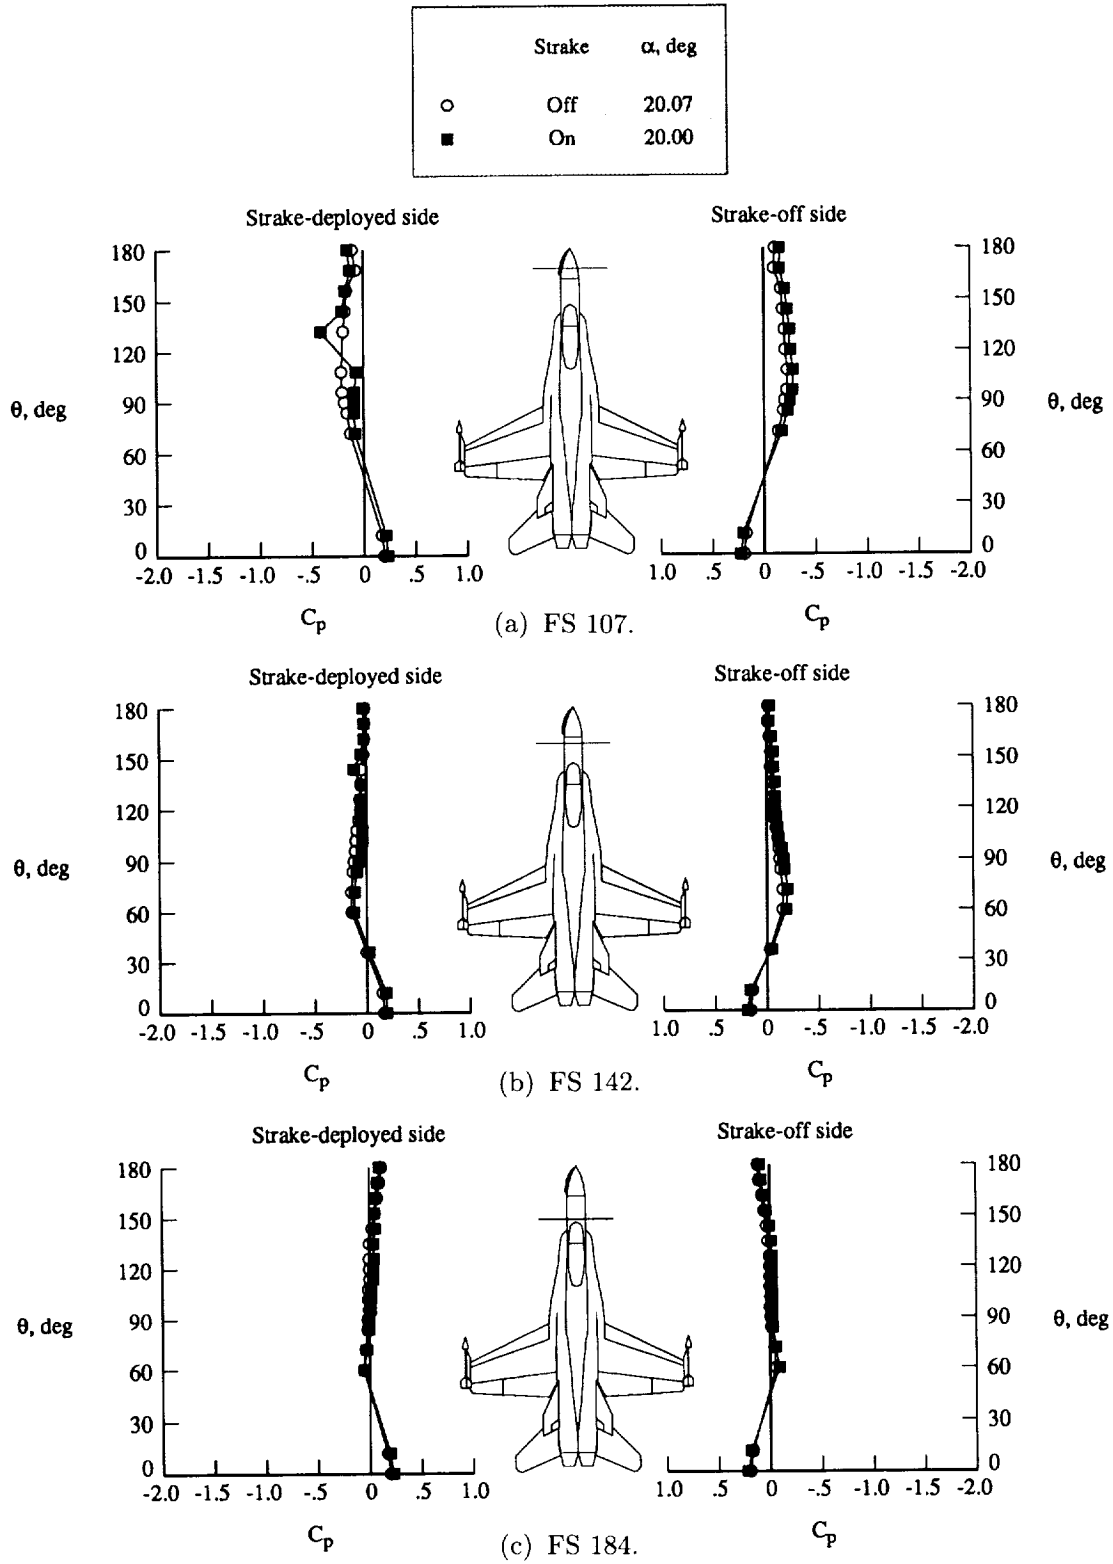 Strake α, deg
Off 20.07
On 20.00
Strake-deployed side Strake-off side
180 180
150 150
120 120
θ, deg 90 90 θ, deg
60 60
30 30
0 0
-2.0 -1.5 -1.0 -.5 0 .5 1.0 1.0 .5 0 -.5 -1.0 -1.5 -2.0
Cp Cp
(a) FS 107.
Strake-deployed side Strake-off side
180 180
150 150
120 120
θ, deg 90 90 θ, deg
60 60
30 30
0 0
-2.0 -1.5 -1.0 -.5 0 .5 1.0 1.0 .5 0 -.5 -1.0 -1.5 -2.0
Cp Cp
(b) FS 142.
Strake-deployed side Strake-off side
180 180
150 150
120 120
θ, deg 90 90 θ, deg
60 60
30 30
0 0
-2.0 -1.5 -1.0 -.5 0 .5 1.0 1.0 .5 0 -.5 -1.0 -1.5 -2.0
Cp Cp
(c) FS 184.